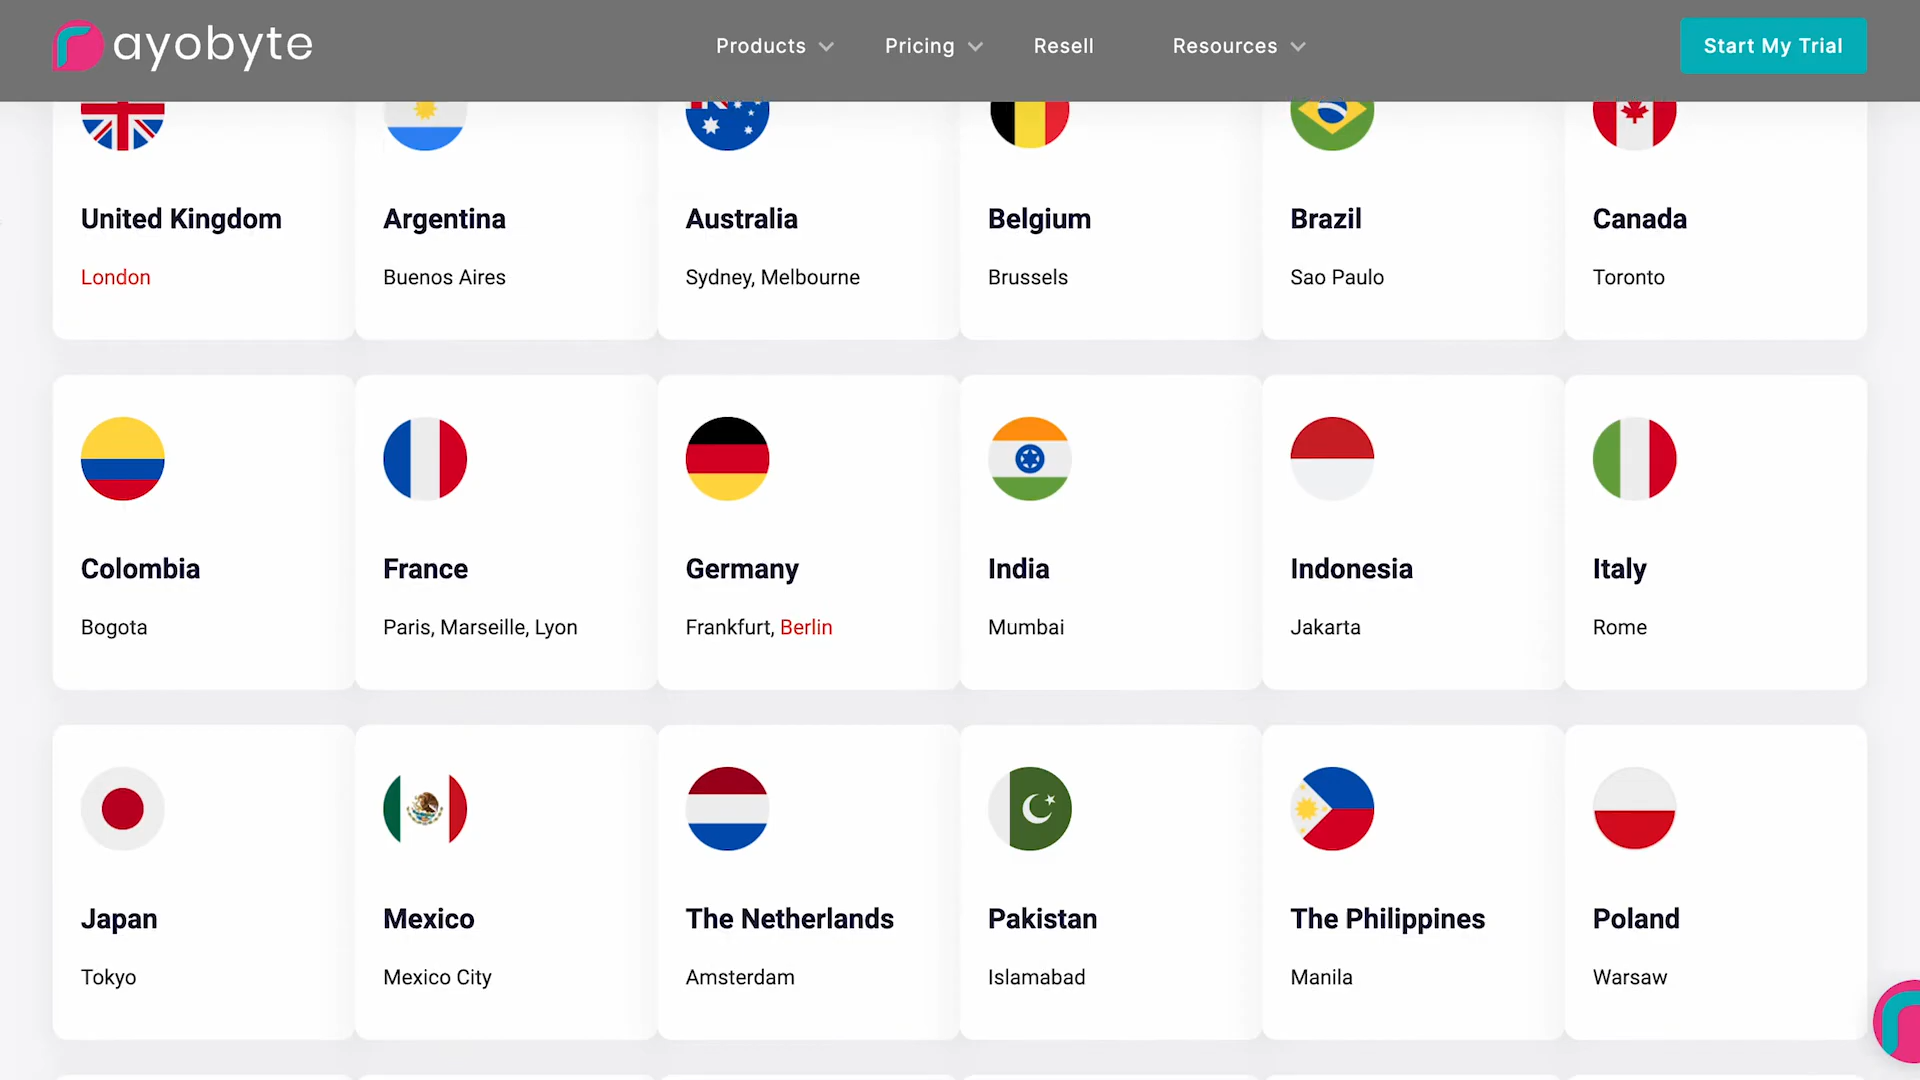 rayobyte
Products
Pricing
Resell
Resources
Start My Trial
United Kingdom
London
Argentina
Buenos Aires
Australia
Sydney, Melbourne
Belgium
Brussels
Brazil
Sao Paulo
Canada
Toronto
Colombia
Bogota
France
Paris, Marseille, Lyon
Germany
Frankfurt, Berlin
India
Mumbai
Indonesia
Jakarta
Italy
Rome
Japan
Tokyo
Mexico
Mexico City
The Netherlands
Amsterdam
Pakistan
Islamabad
The Philippines
Manila
Poland
Warsaw